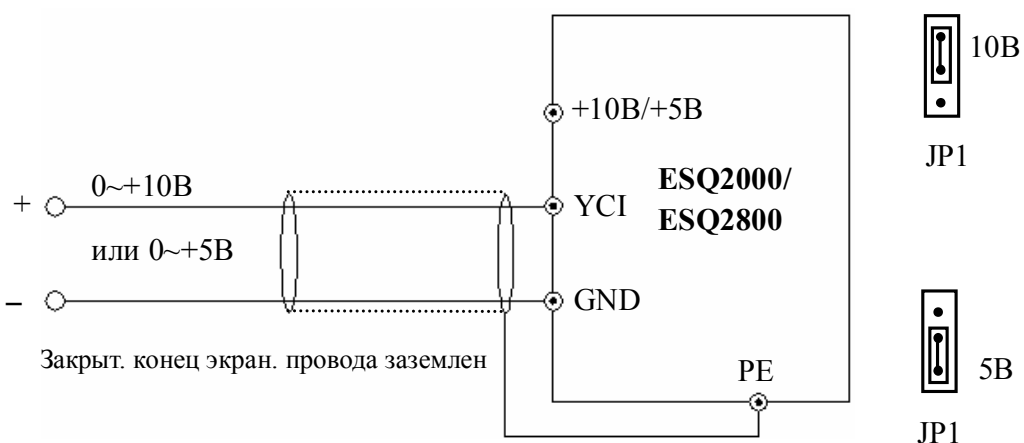 10В
+10В/+5В
JP1
0~+10В
ESQ2000/
+
YCI
ESQ2800
или 0~+5В
–
GND
Закрыт. конец экран. провода заземлен
PE
5В
JP1